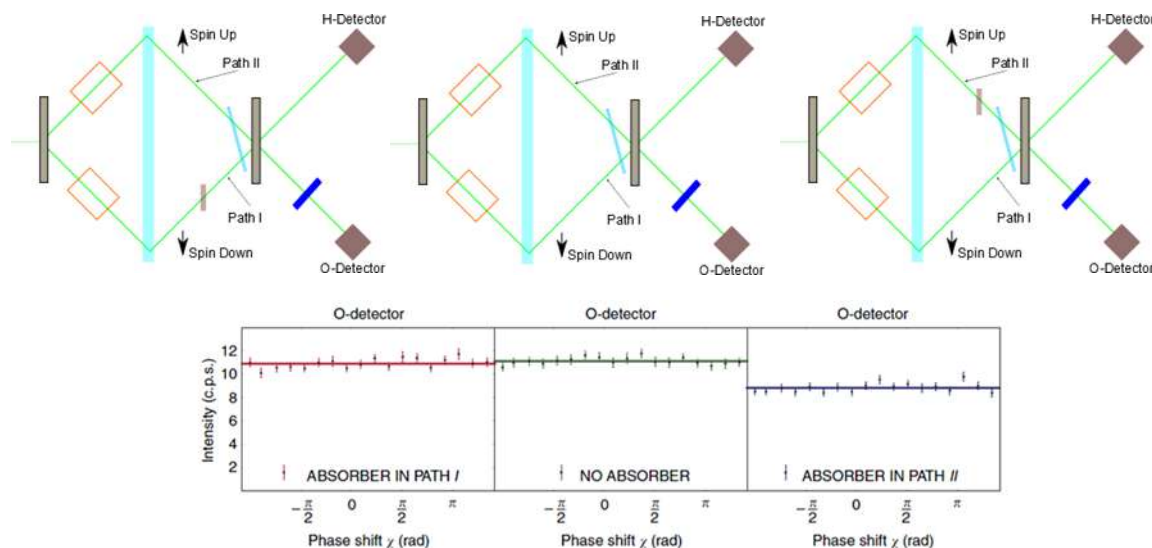 H-Detector
Spin Up
Path II
Path I
Spin Down
O-Detector
H-Detector
Spin Up
Path II
Path I
Spin Down
O-Detector
H-Detector
Spin Up
Path II
Path I
Spin Down
O-Detector
O-detector O-detector O-detector
Intensity (c.p.s.)
12
10
8
6
4
2
ABSORBER IN PATH I NO ABSORBER ABSORBER IN PATH II
−π/2 0 π/2 π −π/2 0 π/2 π −π/2 0 π/2 π
Phase shift χ (rad) Phase shift χ (rad) Phase shift χ (rad)